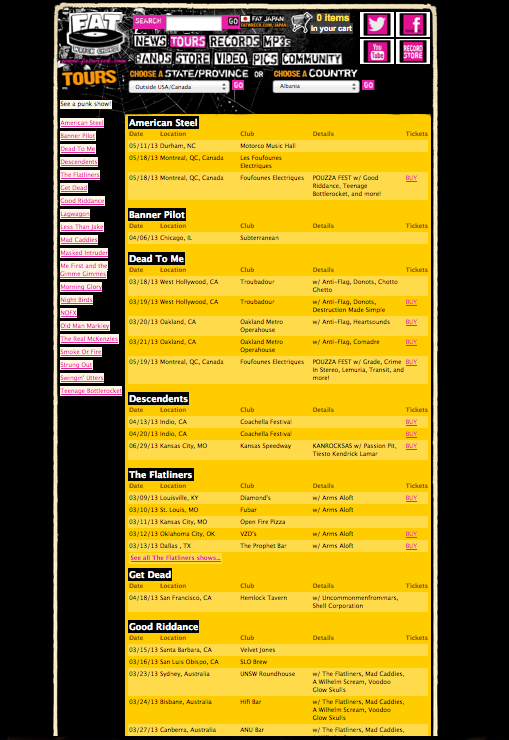 SEARCH GO FAT JAPAN FATWRECK.COM/JAPAN 0 items in your cart
FAT WRECK CHORDS
www.fatwreck.com
NEWS TOURS RECORDS MP3s
BANDS STORE VIDEO PICS COMMUNITY
You Tube RECORD STORE
TOURS CHOOSE A STATE/PROVINCE OR CHOOSE A COUNTRY
Outside USA/Canada GO Albania GO
See a punk show!
American Steel
Banner Pilot
Dead To Me
Descendents
The Flatliners
Get Dead
Good Riddance
Lagwagon
Less Than Jake
Mad Caddies
Masked Intruder
Me First and the
Gimme Gimmes
Morning Glory
Night Birds
NOFX
Old Man Markley
The Real McKenzies
Smoke Or Fire
Strung Out
Swingin' Utters
Teenage Bottlerocket
American Steel
Date Location Club Details Tickets
05/11/13 Durham, NC Motorco Music Hall
05/18/13 Montreal, QC, Canada Les Foufounes
Electriques
05/18/13 Montreal, QC, Canada Foufounes Electriques POUZZA FEST w/ Good BUY
Riddance, Teenage
Bottlerocket, and more!
Banner Pilot
Date Location Club Details Tickets
04/06/13 Chicago, IL Subterranean
Dead To Me
Date Location Club Details Tickets
03/18/13 West Hollywood, CA Troubadour w/ Anti-Flag, Donots, Chotto
Ghetto
03/19/13 West Hollywood, CA Troubadour w/ Anti-Flag, Donots, BUY
Destruction Made Simple
03/20/13 Oakland, CA Oakland Metro w/ Anti-Flag, Heartsounds BUY
Operahouse
03/21/13 Oakland, CA Oakland Metro w/ Anti-Flag, Comadre BUY
Operahouse
05/19/13 Montreal, QC, Canada Foufounes Electriques POUZZA FEST w/ Grade, Crime BUY
In Stereo, Lemuria, Transit, and
more!
Descendents
Date Location Club Details Tickets
04/13/13 Indio, CA Coachella Festival BUY
04/20/13 Indio, CA Coachella Festival BUY
06/29/13 Kansas City, MO Kansas Speedway KANROCKSAS w/ Passion Pit, BUY
Tiesto Kendrick Lamar
The Flatliners
Date Location Club Details Tickets
03/09/13 Louisville, KY Diamond's w/ Arms Aloft BUY
03/10/13 St. Louis, MO Fubar w/ Arms Aloft
03/11/13 Kansas City, MO Open Fire Pizza
03/12/13 Oklahoma City, OK VZD's w/ Arms Aloft BUY
03/13/13 Dallas , TX The Prophet Bar w/ Arms Aloft BUY
See all The Flatliners shows...
Get Dead
Date Location Club Details Tickets
04/18/13 San Francisco, CA Hemlock Tavern w/ Uncommonmenfrommars,
Shell Corporation
Good Riddance
Date Location Club Details Tickets
03/15/13 Santa Barbara, CA Velvet Jones
03/16/13 San Luis Obispo, CA SLO Brew
03/23/13 Sydney, Australia UNSW Roundhouse w/ The Flatliners, Mad Caddies,
A Wilhelm Scream, Voodoo
Glow Skulls
03/24/13 Brisbane, Australia Hifi Bar w/ The Flatliners, Mad Caddies,
A Wilhelm Scream, Voodoo
Glow Skulls
03/27/13 Canberra, Australia ANU Bar w/ The Flatliners, Mad Caddies,